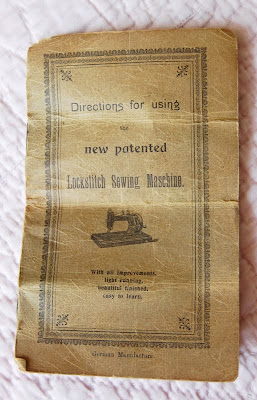 Directions for using
the
new patented
Lockstitch Sewing Maschine.
With all improvements,
light running,
beautiful finished,
easy to learn.
German Manufacture